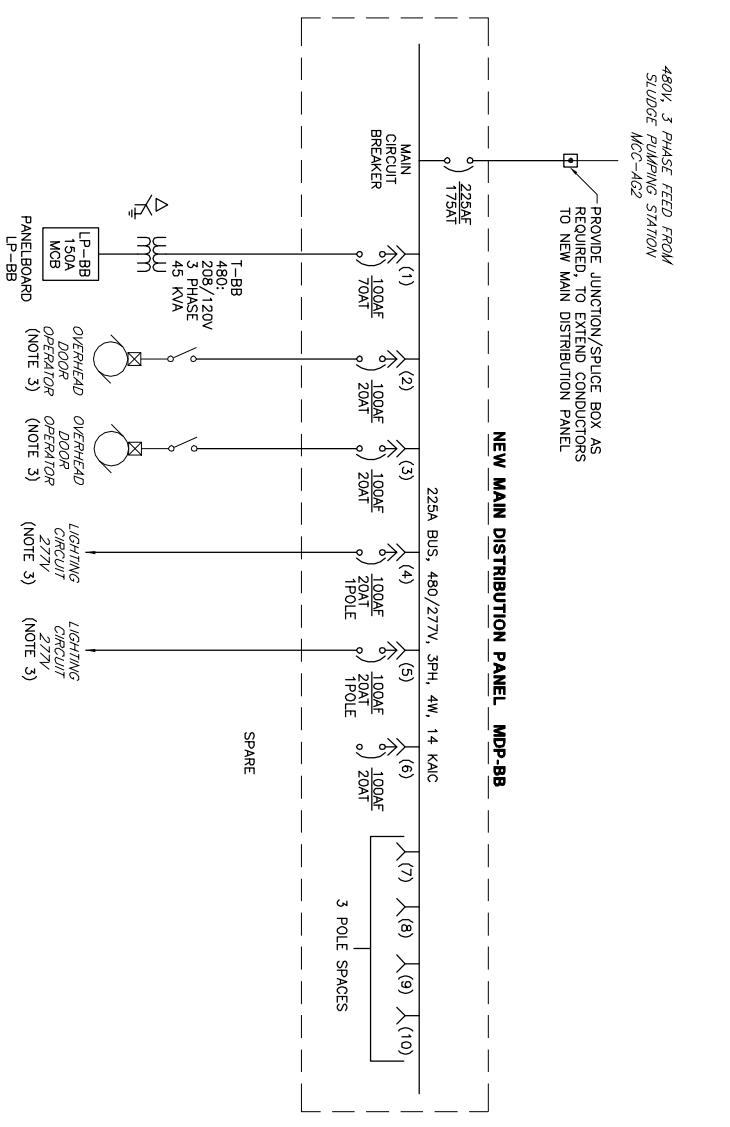 480V, 3 PHASE FEED FROM
SLUDGE PUMPING STATION
MCC-AG2
PROVIDE JUNCTION/SPLICE BOX AS
REQUIRED, TO EXTEND CONDUCTORS
TO NEW MAIN DISTRIBUTION PANEL
NEW MAIN DISTRIBUTION PANEL MDP-BB
225AF
175AT
MAIN
CIRCUIT
BREAKER
225A BUS, 480/277V, 3PH, 4W, 14 KAIC
(1)
100AF
70AT
(2)
100AF
20AT
(3)
100AF
20AT
(4)
100AF
20AT
1POLE
(5)
100AF
20AT
1POLE
(6)
100AF
20AT
(7)
(8)
(9)
(10)
3 POLE SPACES
T-BB
480:
208/120V
3 PHASE
45 KVA
LP-BB
150A
MCB
PANELBOARD
LP-BB
OVERHEAD
DOOR
OPERATOR
(NOTE 3)
OVERHEAD
DOOR
OPERATOR
(NOTE 3)
LIGHTING
CIRCUIT
277V
(NOTE 3)
LIGHTING
CIRCUIT
277V
(NOTE 3)
SPARE